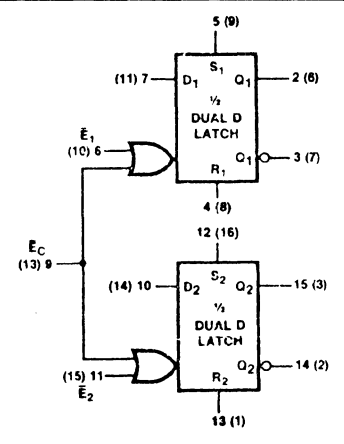 5 (9)
S1
(11) 7
D1
Q1
2 (6)
½
DUAL D
LATCH
Ē1
(10) 6
Q1
3 (7)
R1
4 (8)
12 (16)
ĒC
(13) 9
S2
(14) 10
D2
Q2
15 (3)
½
DUAL D
LATCH
(15) 11
Ē2
Q2
14 (2)
R2
13 (1)